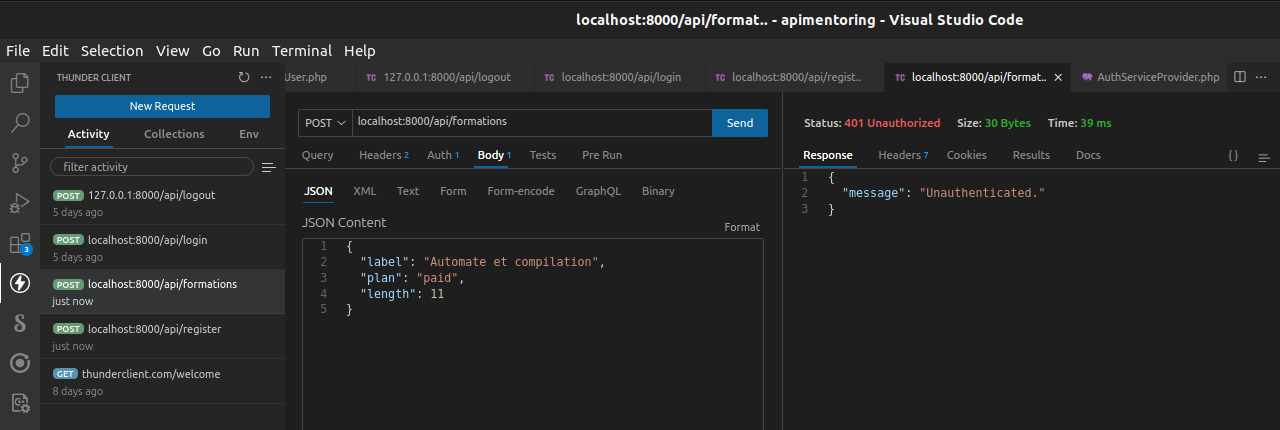 localhost:8000/api/format.. - apimentoring - Visual Studio Code
File Edit Selection View Go Run Terminal Help
THUNDER CLIENT
New Request
Activity Collections Env
filter activity
POST 127.0.0.1:8000/api/logout
5 days ago
POST localhost:8000/api/login
5 days ago
POST localhost:8000/api/formations
just now
POST localhost:8000/api/register
just now
GET thunderclient.com/welcome
8 days ago
3
User.php TC 127.0.0.1:8000/api/logout TC localhost:8000/api/login TC localhost:8000/api/regist.. TC localhost:8000/api/format.. AuthServiceProvider.php
POST localhost:8000/api/formations Send
Query Headers 2 Auth 1 Body 1 Tests Pre Run
JSON XML Text Form Form-encode GraphQL Binary
JSON Content
Format
1 {
2 "label": "Automate et compilation",
3 "plan": "paid",
4 "length": 11
5 }
Status: 401 Unauthorized Size: 30 Bytes Time: 39 ms
Response Headers 7 Cookies Results Docs { }
1 {
2 "message": "Unauthenticated."
3 }